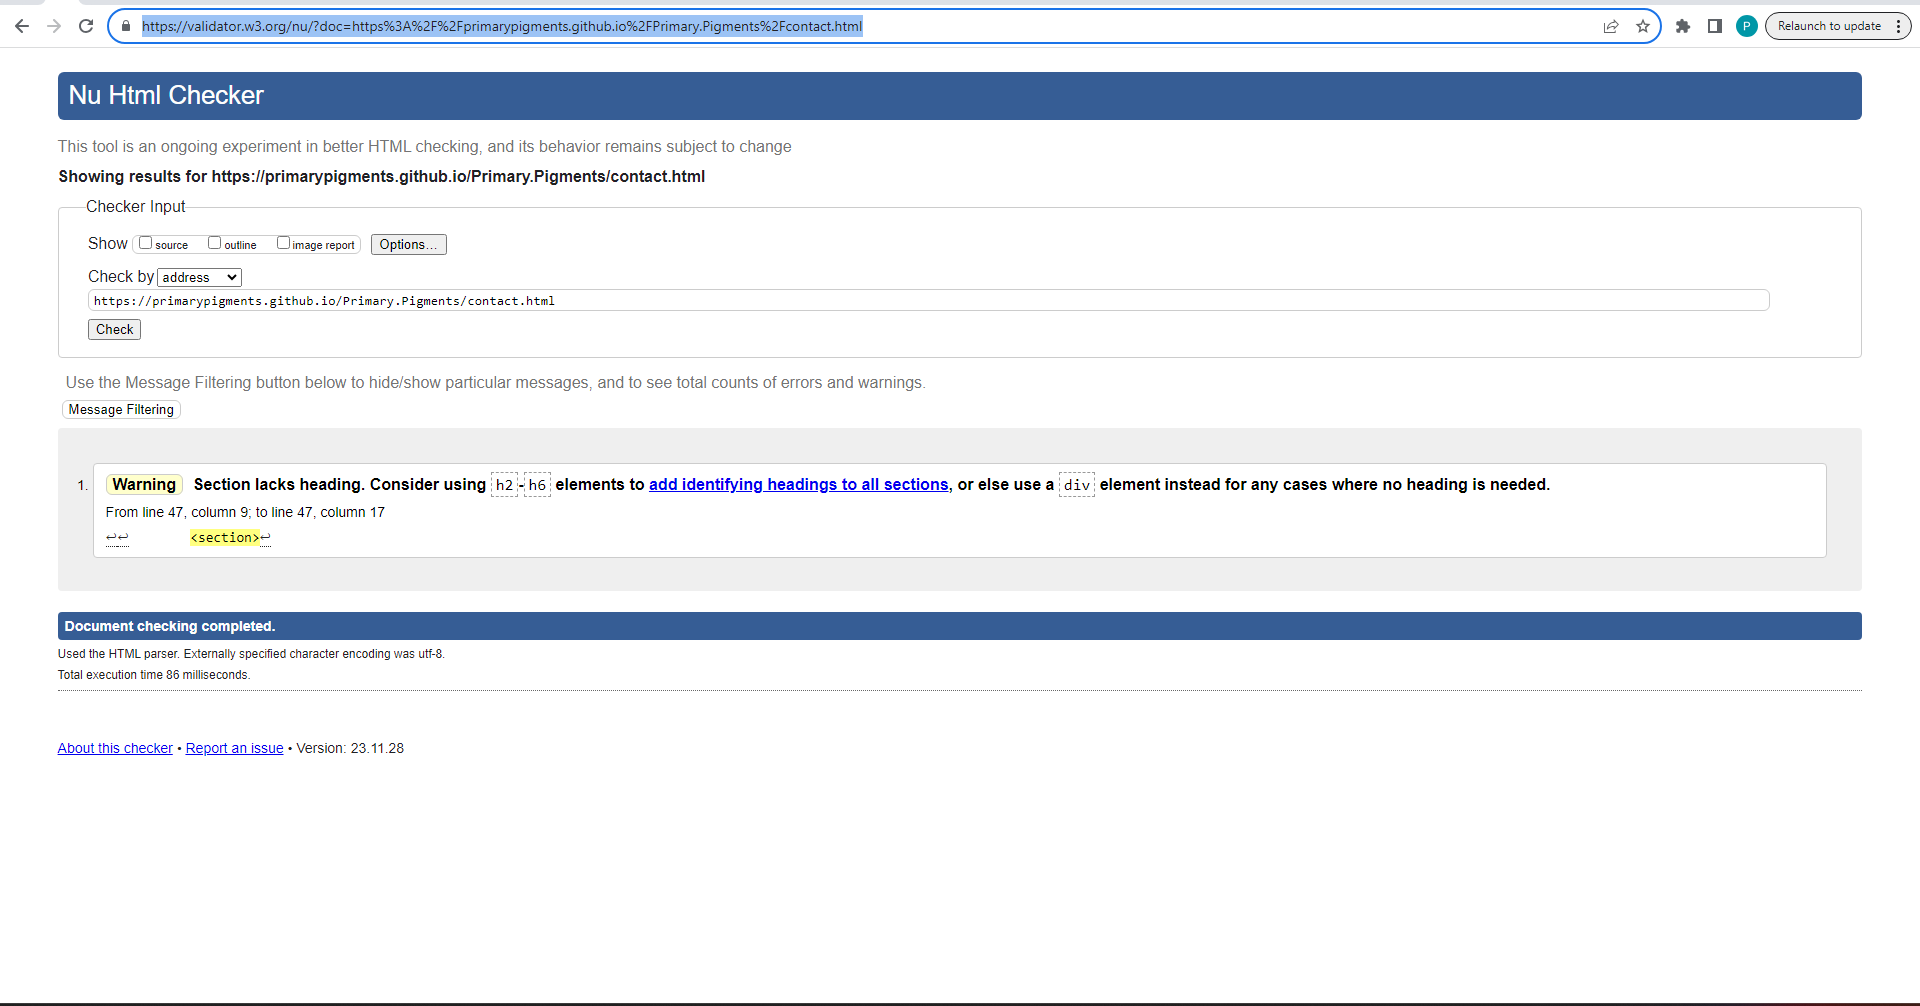 https://validator.w3.org/nu/?doc=https%3A%2F%2Fprimarypigments.github.io%2FPrimary.Pigments%2Fcontact.html
P
Relaunch to update
Nu Html Checker
This tool is an ongoing experiment in better HTML checking, and its behavior remains subject to change
Showing results for https://primarypigments.github.io/Primary.Pigments/contact.html
Checker Input
Show source outline image report Options...
Check by address
https://primarypigments.github.io/Primary.Pigments/contact.html
Check
Use the Message Filtering button below to hide/show particular messages, and to see total counts of errors and warnings.
Message Filtering
1. Warning Section lacks heading. Consider using h2-h6 elements to add identifying headings to all sections, or else use a div element instead for any cases where no heading is needed.
From line 47, column 9; to line 47, column 17
↩↩ <section>↩
Document checking completed.
Used the HTML parser. Externally specified character encoding was utf-8.
Total execution time 86 milliseconds.
About this checker • Report an issue • Version: 23.11.28